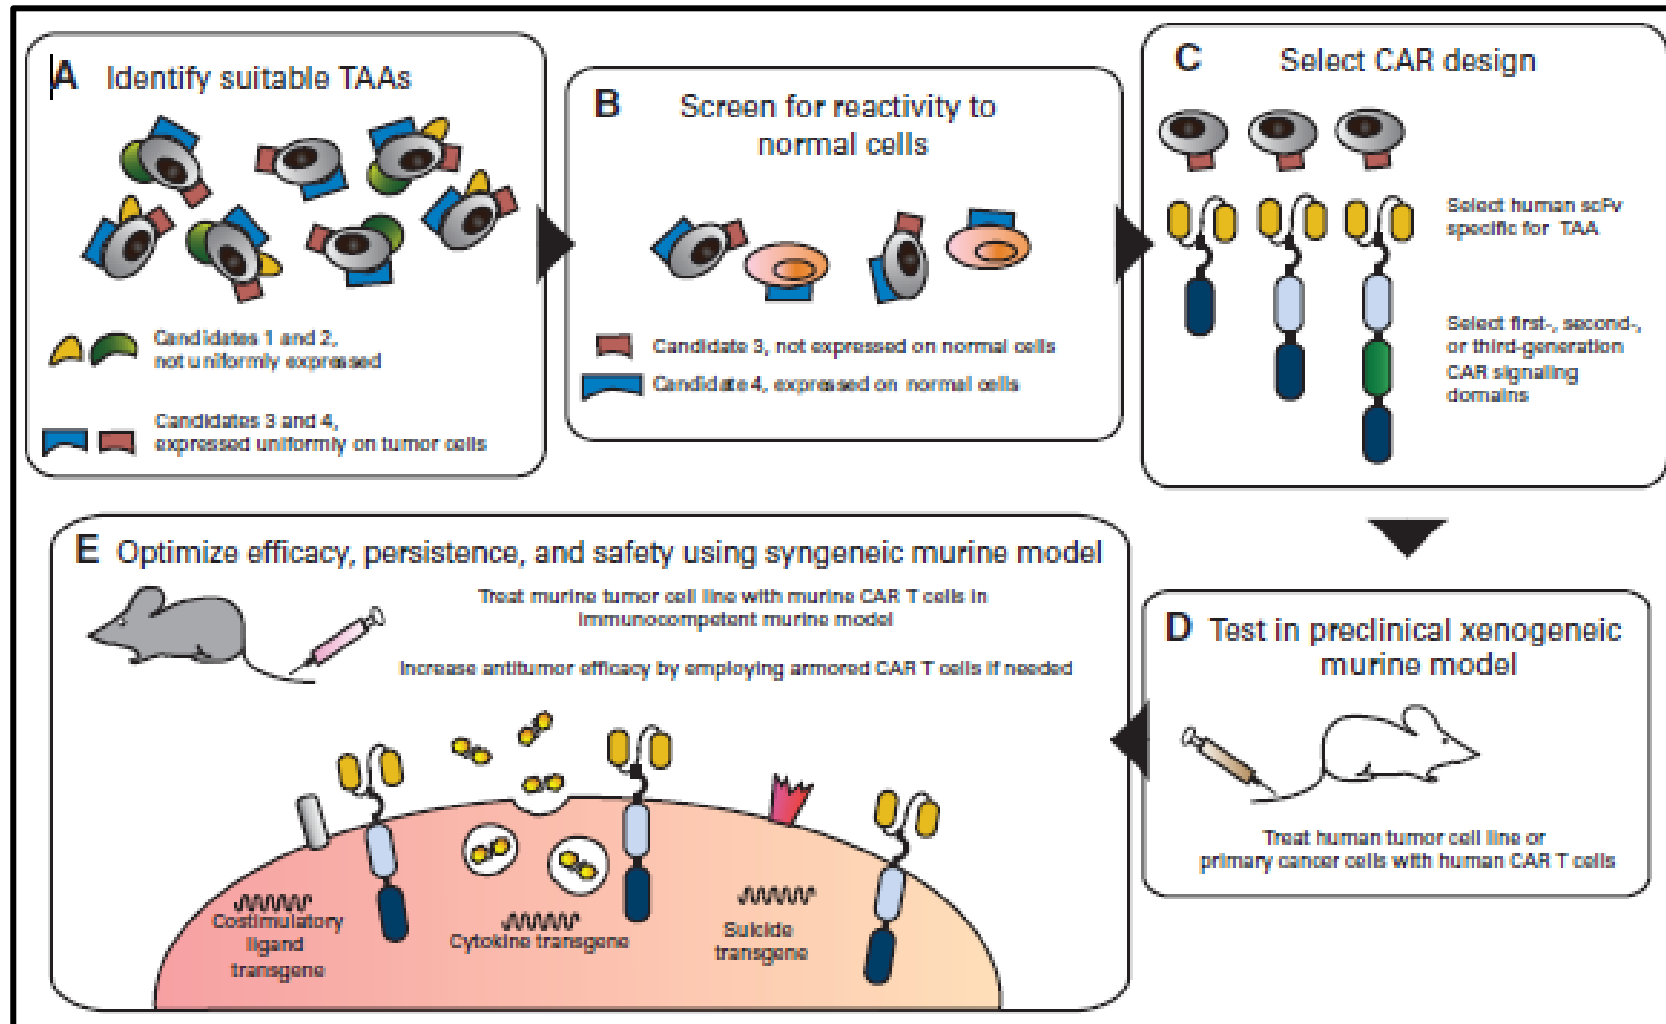 A Identify suitable TAAs
Candidates 1 and 2,
not uniformly expressed
Candidates 3 and 4,
expressed uniformly on tumor cells
B Screen for reactivity to
normal cells
Candidate 3, not expressed on normal cells
Candidate 4, expressed on normal cells
C Select CAR design
Select human scFv
specific for TAA
Select first-, second-,
or third-generation
CAR signaling
domains
D Test in preclinical xenogeneic
murine model
Treat human tumor cell line or
primary cancer cells with human CAR T cells
E Optimize efficacy, persistence, and safety using syngeneic murine model
Treat murine tumor cell line with murine CAR T cells in
immunocompetent murine model
Increase antitumor efficacy by employing armored CAR T cells if needed
Costimulatory
ligand
transgene
Cytokine transgene
Suicide
transgene